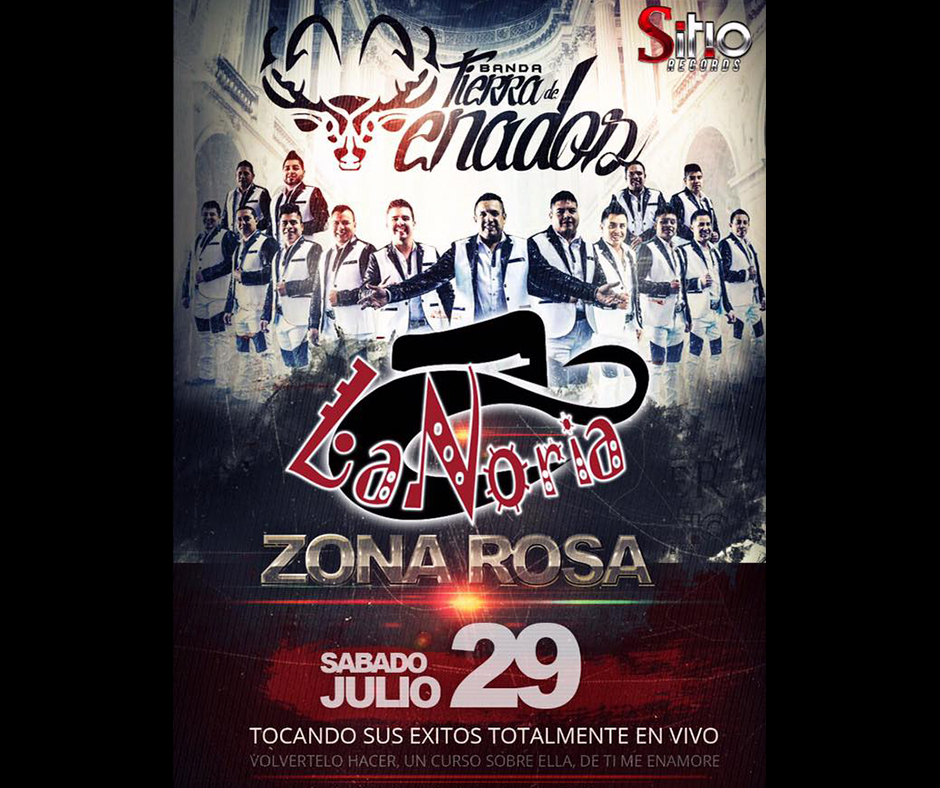 Sitio
RECORDS
BANDA
Tierra de
Venados
La Noria
ZONA ROSA
SABADO
JULIO 29
TOCANDO SUS EXITOS TOTALMENTE EN VIVO
VOLVERTELO HACER, UN CURSO SOBRE ELLA, DE TI ME ENAMORE